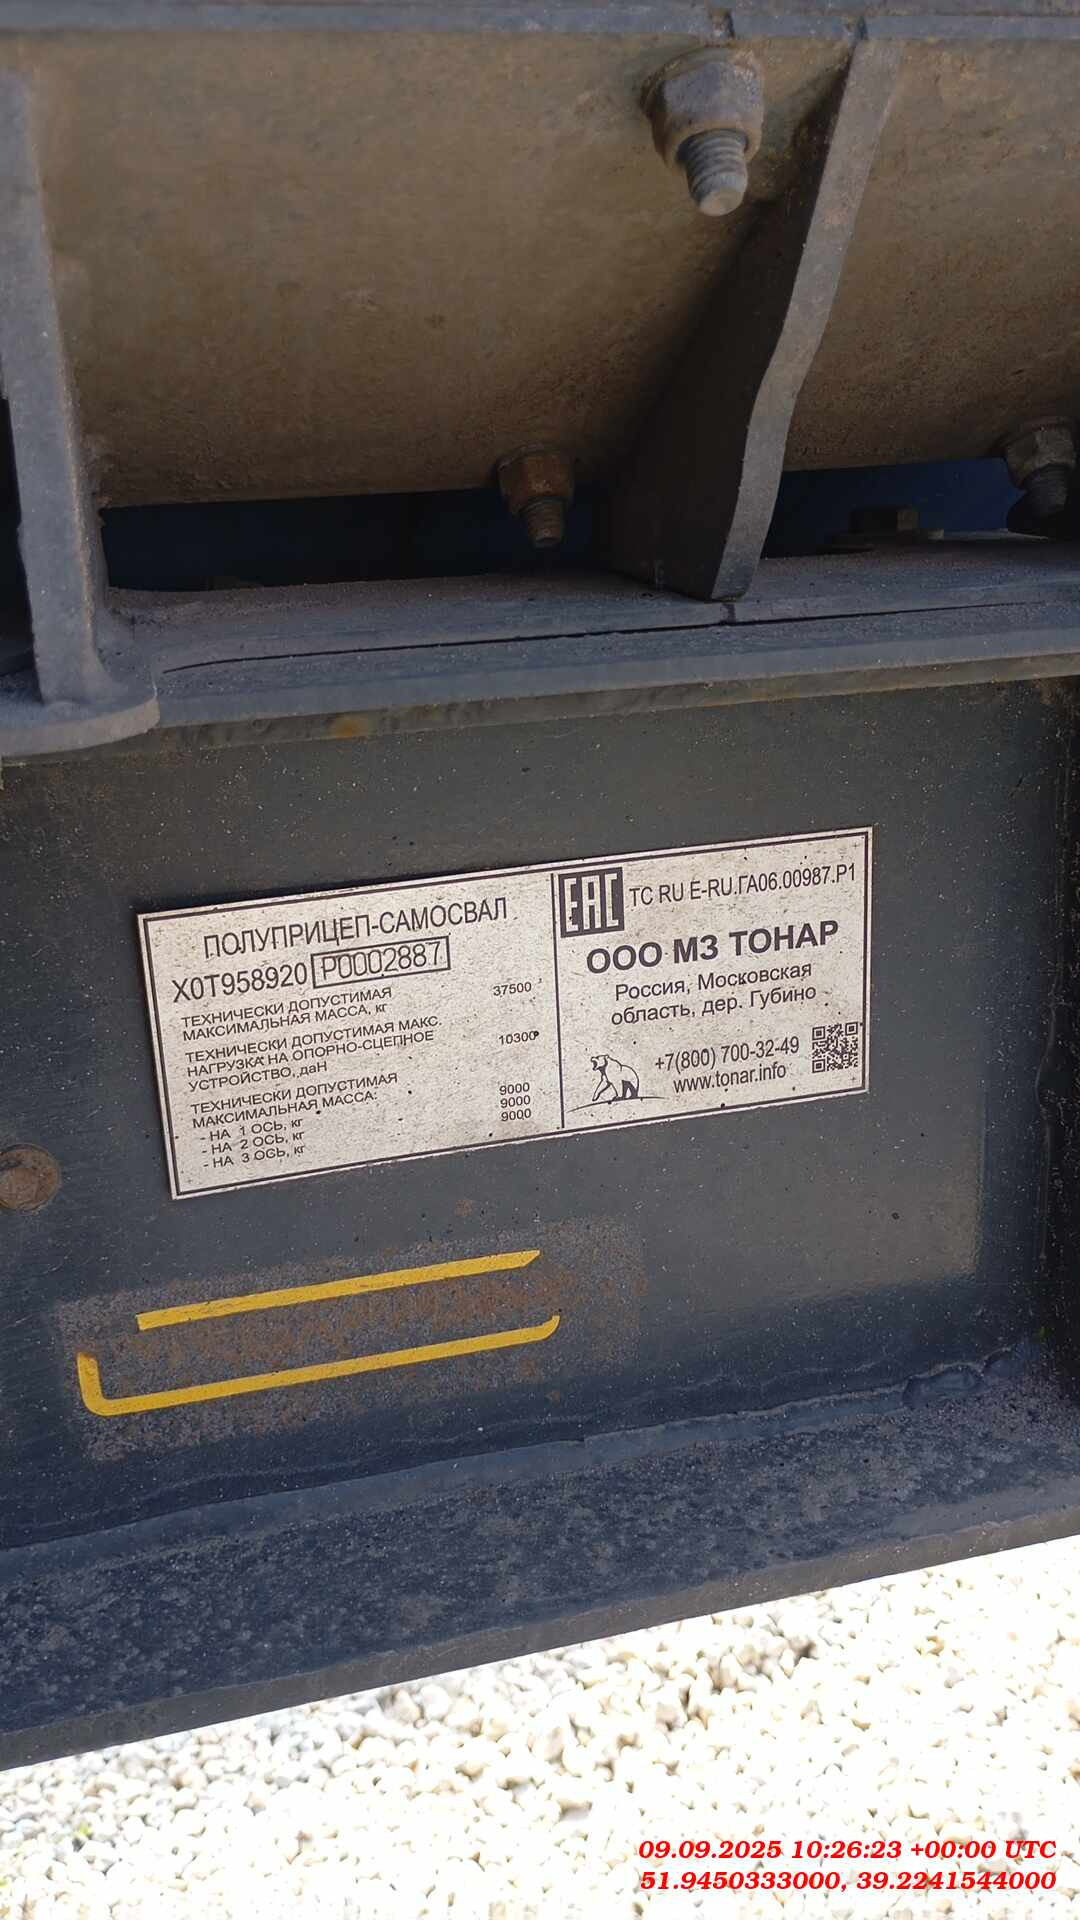 ПОЛУПРИЦЕП-САМОСВАЛ
X0T958920 P0002887
ТЕХНИЧЕСКИ ДОПУСТИМАЯ
МАКСИМАЛЬНАЯ МАССА, кг 37500
ТЕХНИЧЕСКИ ДОПУСТИМАЯ МАКС.
НАГРУЗКА НА ОПОРНО-СЦЕПНОЕ 10300
УСТРОЙСТВО, даН
ТЕХНИЧЕСКИ ДОПУСТИМАЯ
МАКСИМАЛЬНАЯ МАССА:
- НА 1 ОСЬ, кг 9000
- НА 2 ОСЬ, кг 9000
- НА 3 ОСЬ, кг 9000
EAC TC RU E-RU.ГА06.00987.P1
ООО МЗ ТОНАР
Россия, Московская
область, дер. Губино
+7(800) 700-32-49
www.tonar.info
09.09.2025 10:26:23 +00:00 UTC
51.9450333000, 39.2241544000